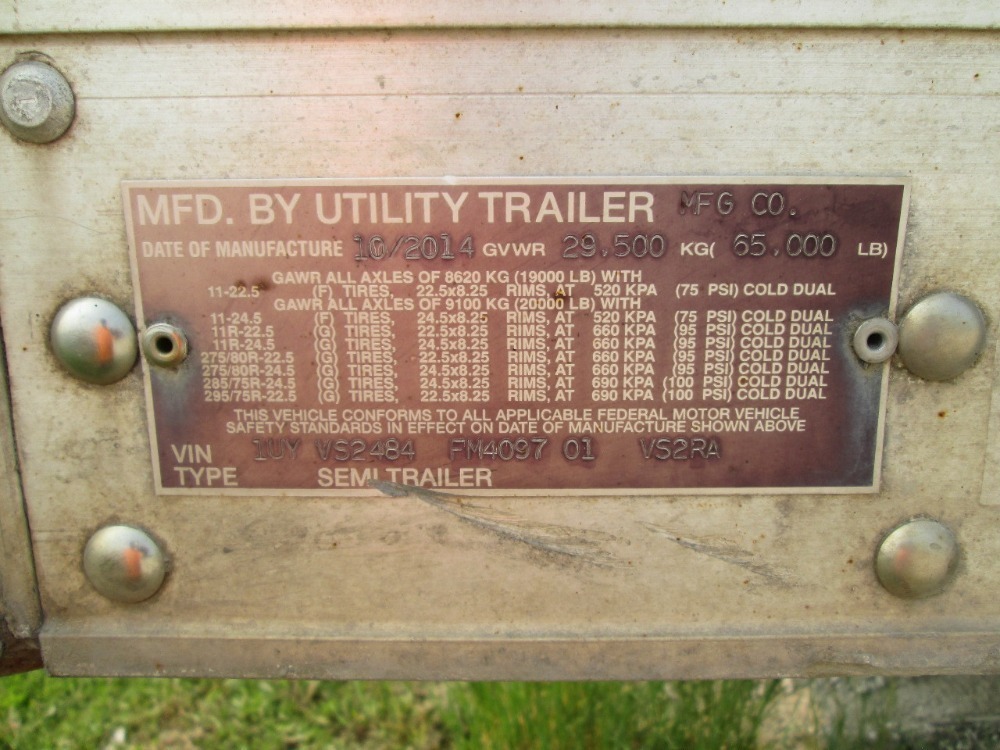 MFD. BY UTILITY TRAILER MFG CO.
DATE OF MANUFACTURE 10/2014 GVWR 29,500 KG( 65,000 LB)
GAWR ALL AXLES OF 8620 KG (19000 LB) WITH
11-22.5 (F) TIRES, 22.5x8.25 RIMS, AT 520 KPA (75 PSI) COLD DUAL
GAWR ALL AXLES OF 9100 KG (20000 LB) WITH
11-24.5 (F) TIRES, 24.5x8.25 RIMS, AT 520 KPA (75 PSI) COLD DUAL
11R-22.5 (G) TIRES, 22.5x8.25 RIMS, AT 660 KPA (95 PSI) COLD DUAL
11R-24.5 (G) TIRES, 24.5x8.25 RIMS, AT 660 KPA (95 PSI) COLD DUAL
275/80R-22.5 (G) TIRES, 22.5x8.25 RIMS, AT 660 KPA (95 PSI) COLD DUAL
275/80R-24.5 (G) TIRES, 24.5x8.25 RIMS, AT 660 KPA (95 PSI) COLD DUAL
285/75R-24.5 (G) TIRES, 24.5x8.25 RIMS, AT 690 KPA (100 PSI) COLD DUAL
295/75R-22.5 (G) TIRES, 22.5x8.25 RIMS, AT 690 KPA (100 PSI) COLD DUAL
THIS VEHICLE CONFORMS TO ALL APPLICABLE FEDERAL MOTOR VEHICLE
SAFETY STANDARDS IN EFFECT ON DATE OF MANUFACTURE SHOWN ABOVE
VIN 1UY VS2484 FM4097 01 VS2RA
TYPE SEMI TRAILER